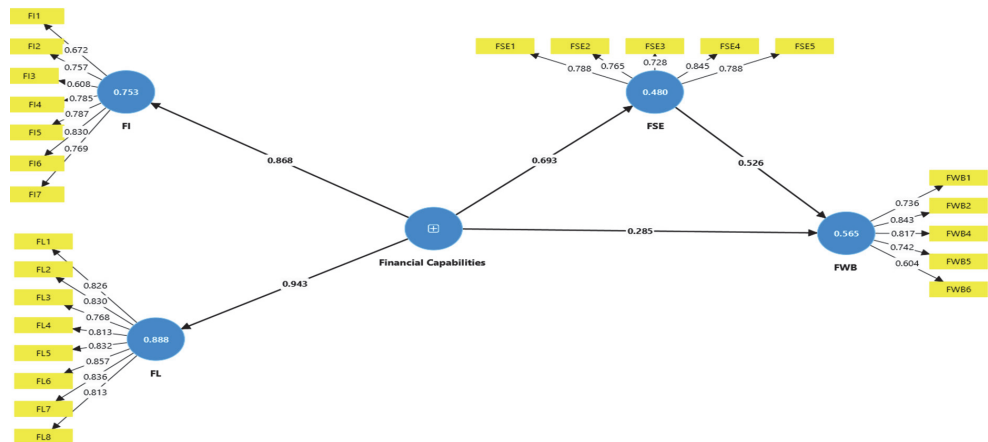 FI1
FI2
FI3
FI4
FI5
FI6
FI7
0.672
0.757
0.608
0.785
0.787
0.830
0.769
0.753
FI
0.868
FSE1
FSE2
FSE3
FSE4
FSE5
0.788
0.765
0.728
0.845
0.788
0.480
FSE
0.693
0.526
Financial Capabilities
0.285
0.943
FWB1
FWB2
FWB4
FWB5
FWB6
0.736
0.843
0.817
0.742
0.604
0.565
FWB
FL1
FL2
FL3
FL4
FL5
FL6
FL7
FL8
0.826
0.830
0.768
0.813
0.832
0.857
0.836
0.813
0.888
FL